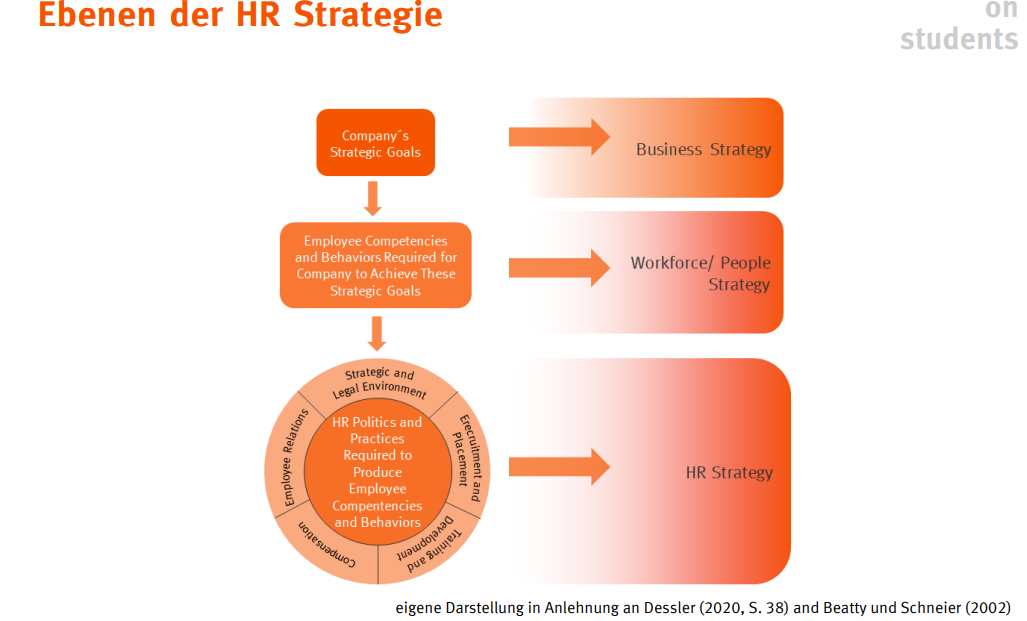 Ebenen der HR Strategie
on
students
Company´s
Strategic Goals
Business Strategy
Employee Competencies
and Behaviors Required for
Company to Achieve These
Strategic Goals
Workforce/ People
Strategy
Strategic and
Legal Environment
Erecruitment and
Placement
Training and
Development
Compensation
Employee Relations
HR Politics and
Practices
Required to
Produce
Employee
Compentencies
and Behaviors
HR Strategy
eigene Darstellung in Anlehnung an Dessler (2020, S. 38) and Beatty und Schneier (2002)